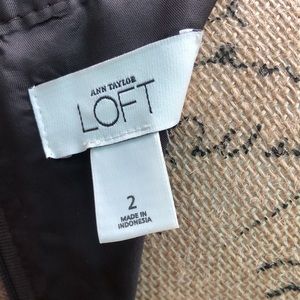 ANN TAYLOR
LOFT
2
MADE IN
INDONESIA